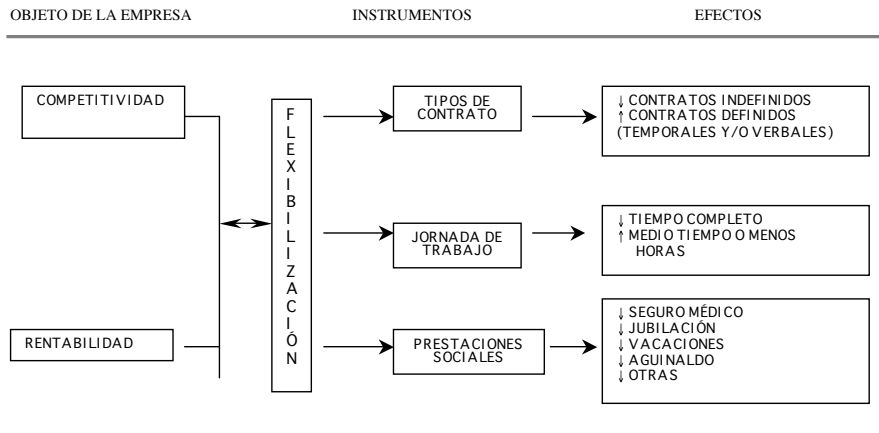 OBJETO DE LA EMPRESA INSTRUMENTOS EFECTOS
COMPETITIVIDAD
RENTABILIDAD
FLEXIBILIZACIÓN
TIPOS DE
CONTRATO
↓ CONTRATOS INDEFINIDOS
↑ CONTRATOS DEFINIDOS
(TEMPORALES Y/O VERBALES)
JORNADA DE
TRABAJO
↓ TIEMPO COMPLETO
↑ MEDIO TIEMPO O MENOS
HORAS
PRESTACIONES
SOCIALES
↓ SEGURO MÉDICO
↓ JUBILACIÓN
↓ VACACIONES
↓ AGUINALDO
↓ OTRAS